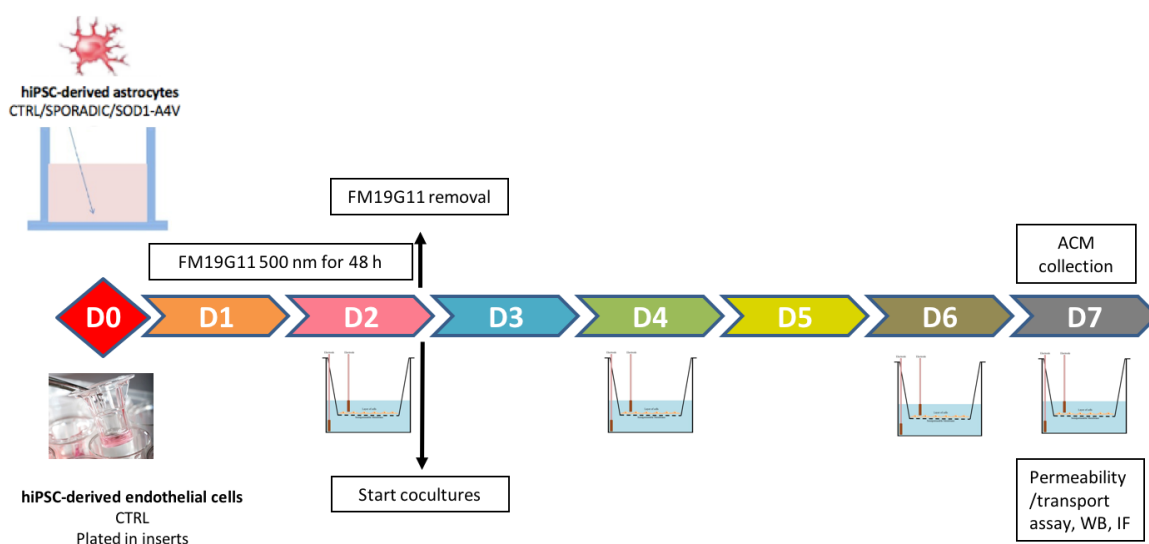 hiPSC-derived astrocytes
CTRL/SPORADIC/SOD1-A4V
FM19G11 removal
FM19G11 500 nm for 48 h
ACM
collection
D0
D1
D2
D3
D4
D5
D6
D7
Start cocultures
hiPSC-derived endothelial cells
CTRL
Plated in inserts
Permeability
/transport
assay, WB, IF